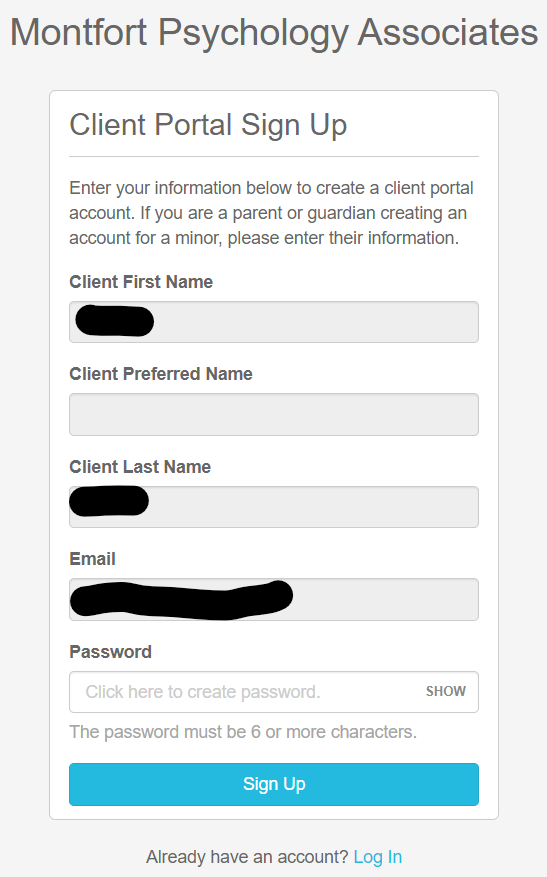 Montfort Psychology Associates
Client Portal Sign Up
Enter your information below to create a client portal
account. If you are a parent or guardian creating an
account for a minor, please enter their information.
Client First Name
Client Preferred Name
Client Last Name
Email
Password
Click here to create password. SHOW
The password must be 6 or more characters.
Sign Up
Already have an account? Log In